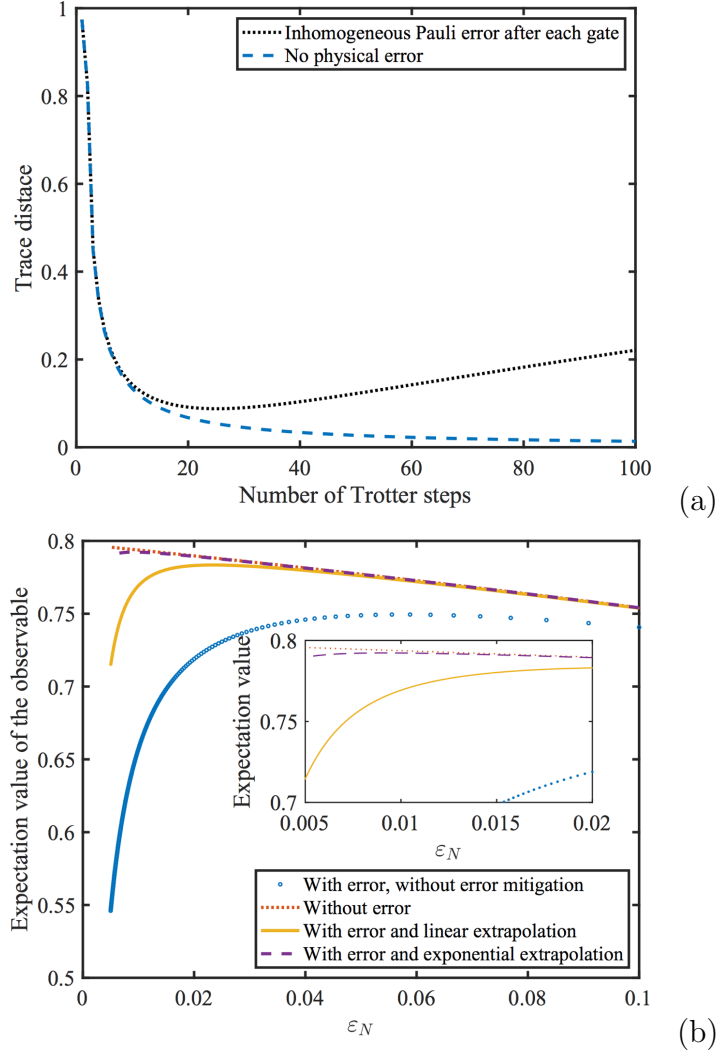 1
0.8
0.6
0.4
0.2
0
Trace distace
Inhomogeneous Pauli error after each gate
No physical error
0 20 40 60 80 100
Number of Trotter steps
(a)
0.8
0.75
0.7
0.65
0.6
0.55
0.5
Expectation value of the observable
0.8
0.75
0.7
Expectation value
0.005 0.01 0.015 0.02
εN
With error, without error mitigation
Without error
With error and linear extrapolation
With error and exponential extrapolation
0 0.02 0.04 0.06 0.08 0.1
εN
(b)